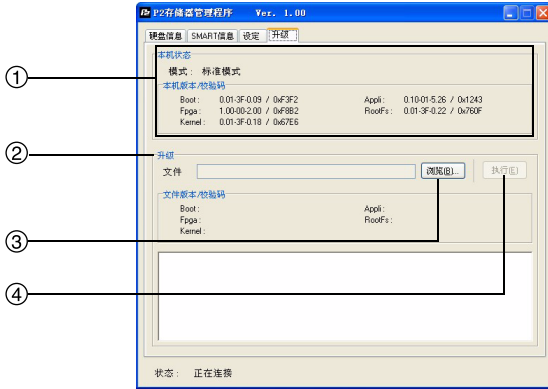 P2存储器管理程序 Ver. 1.00
硬盘信息 SMART信息 设定 升级
本机状态
① 模式： 标准模式
本机版本/校验码
Boot: 0.01-3F-0.09 / 0xF3F2 Appli: 0.10-01-5.26 / 0x1243
Fpga: 1.00-00-2.00 / 0xF8B2 RootFs: 0.01-3F-0.22 / 0x760F
Kernel: 0.01-3F-0.18 / 0x67E6
② 升级
文件 浏览(B)... 执行(E)
文件版本/校验码
Boot: Appli:
Fpga: RootFs:
Kernel:
③
④
状态： 正在连接